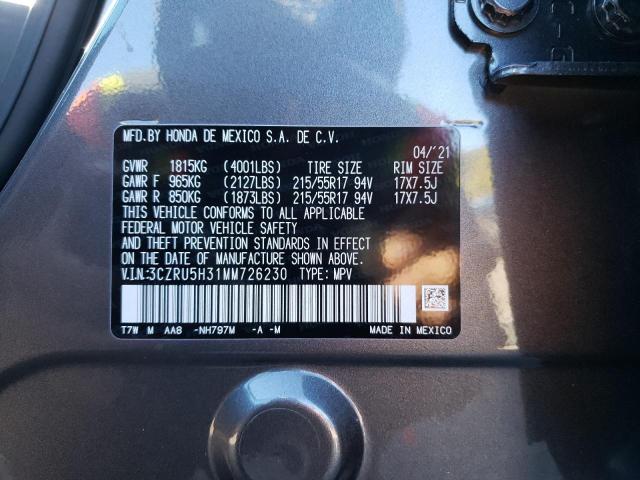 MFD.BY HONDA DE MEXICO S.A. DE C.V.
04/'21
GVWR 1815KG (4001LBS) TIRE SIZE RIM SIZE
GAWR F 965KG (2127LBS) 215/55R17 94V 17X7.5J
GAWR R 850KG (1873LBS) 215/55R17 94V 17X7.5J
THIS VEHICLE CONFORMS TO ALL APPLICABLE
FEDERAL MOTOR VEHICLE SAFETY
AND THEFT PREVENTION STANDARDS IN EFFECT
ON THE DATE OF MANUFACTURE SHOWN ABOVE.
V.I.N.:3CZRU5H31MM726230 TYPE: MPV
T7W M AA8 -NH797M -A -M MADE IN MEXICO